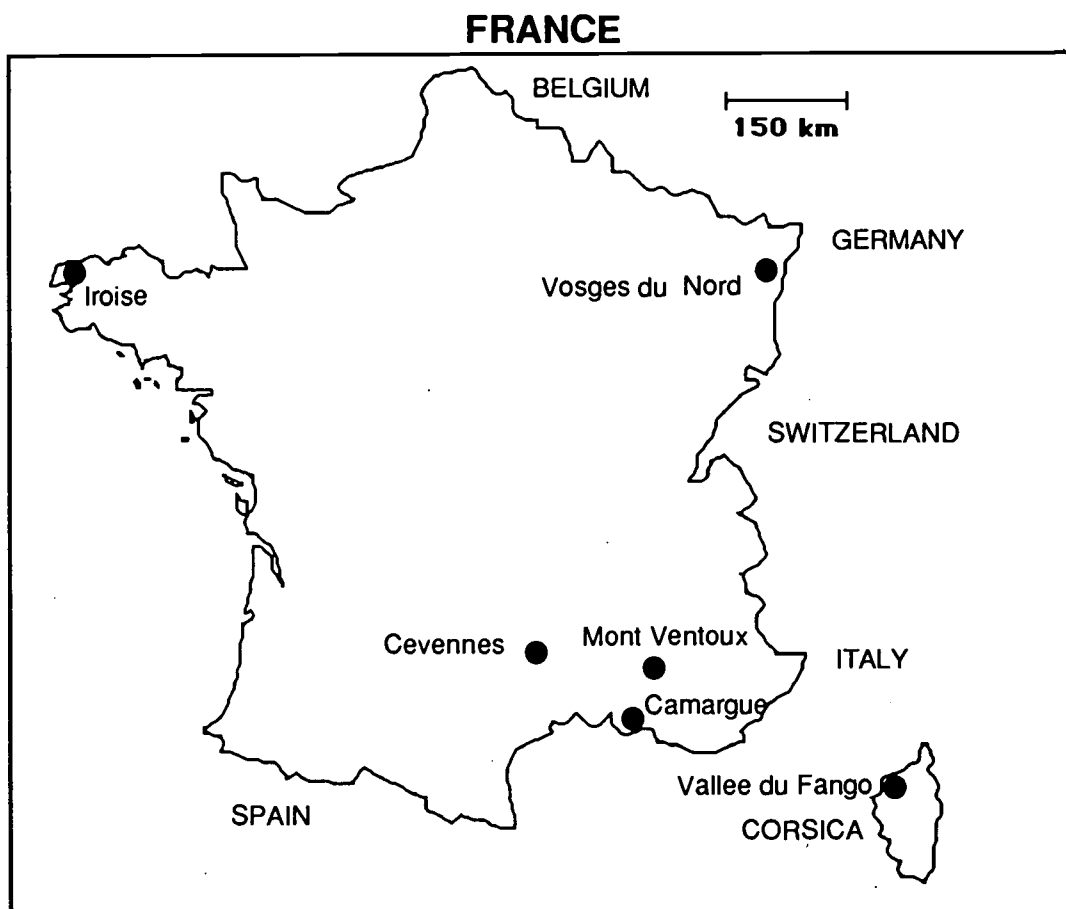 FRANCE
BELGIUM
150 km
GERMANY
Vosges du Nord
Iroise
SWITZERLAND
Cevennes
Mont Ventoux
ITALY
Camargue
Vallee du Fango
SPAIN
CORSICA